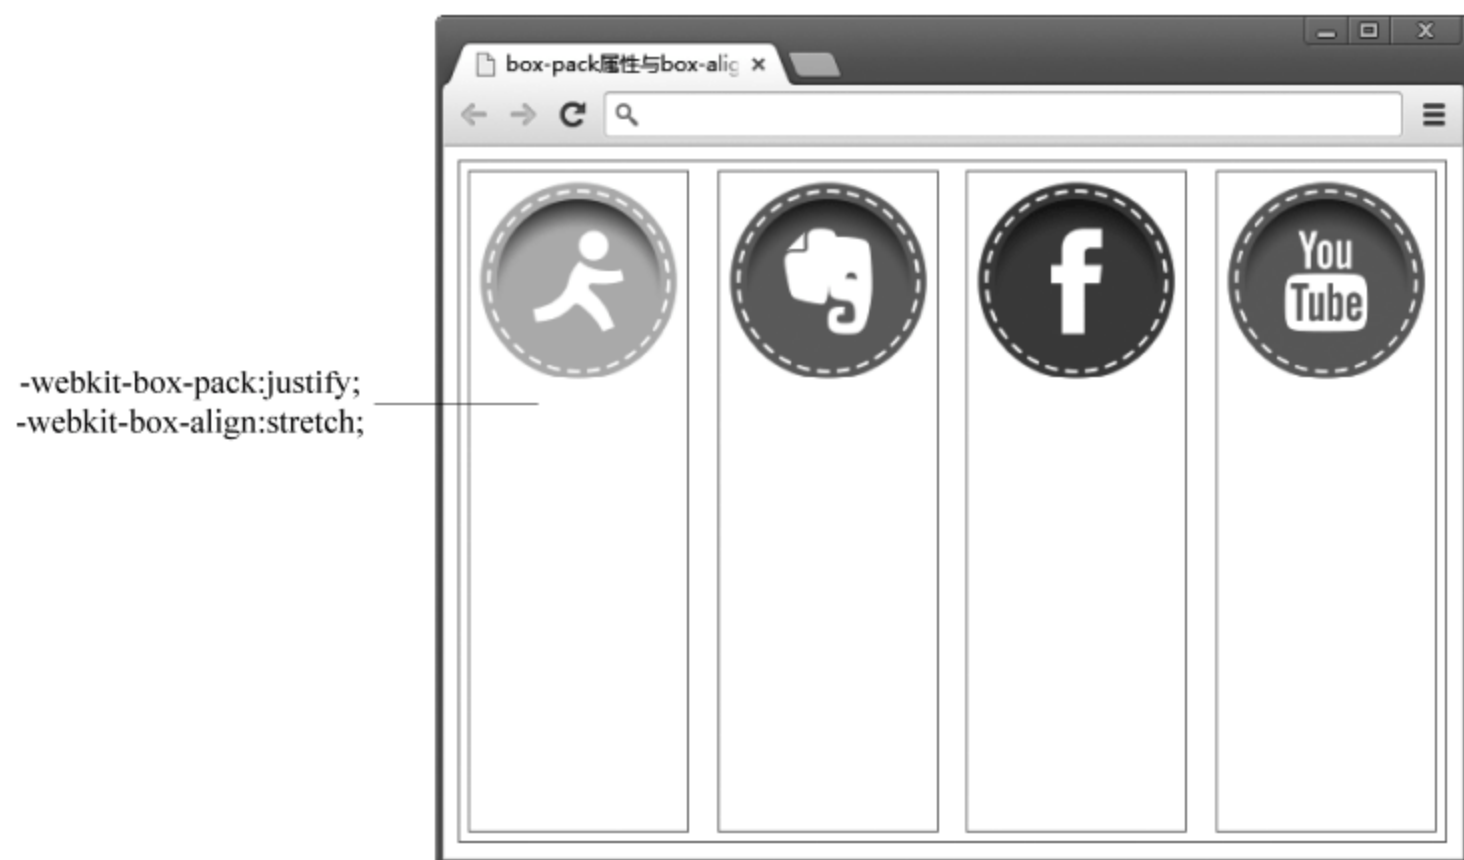 box-pack属性与box-alig
-webkit-box-pack:justify;
-webkit-box-align:stretch;
f
You
Tube